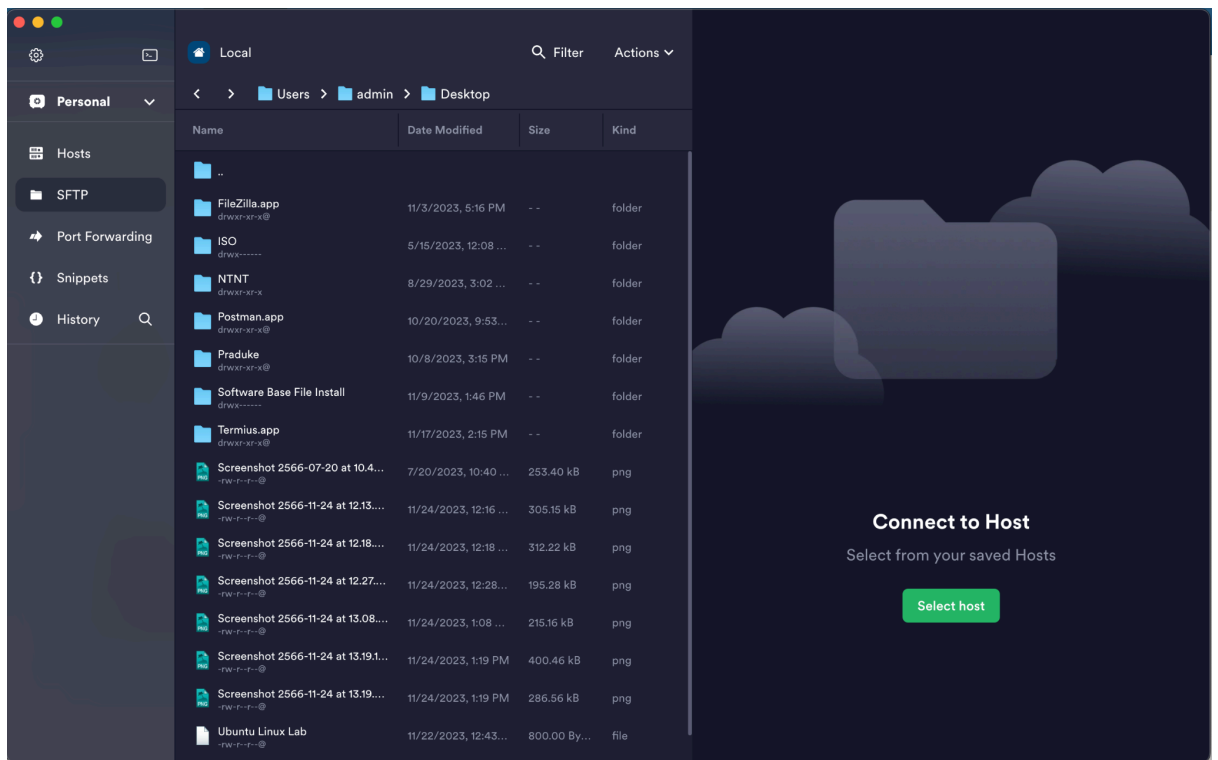 Local
Filter
Actions
Personal
Users > admin > Desktop
Name Date Modified Size Kind
Hosts
SFTP
Port Forwarding
Snippets
History
..
FileZilla.app 11/3/2023, 5:16 PM - - folder
drwxr-xr-x@
ISO 5/15/2023, 12:08 ... - - folder
drwx------
NTNT 8/29/2023, 3:02 ... - - folder
drwxr-xr-x
Postman.app 10/20/2023, 9:53... - - folder
drwxr-xr-x@
Praduke 10/8/2023, 3:15 PM - - folder
drwxr-xr-x@
Software Base File Install 11/9/2023, 1:46 PM - - folder
drwx------
Termius.app 11/17/2023, 2:15 PM - - folder
drwxr-xr-x@
Screenshot 2566-07-20 at 10.4... 7/20/2023, 10:40 ... 253.40 kB png
-rw-r--r--@
Screenshot 2566-11-24 at 12.13.... 11/24/2023, 12:16 ... 305.15 kB png
-rw-r--r--@
Screenshot 2566-11-24 at 12.18.... 11/24/2023, 12:18 ... 312.22 kB png
-rw-r--r--@
Screenshot 2566-11-24 at 12.27.... 11/24/2023, 12:28... 195.28 kB png
-rw-r--r--@
Screenshot 2566-11-24 at 13.08.... 11/24/2023, 1:08 ... 215.16 kB png
-rw-r--r--@
Screenshot 2566-11-24 at 13.19.1... 11/24/2023, 1:19 PM 400.46 kB png
-rw-r--r--@
Screenshot 2566-11-24 at 13.19.... 11/24/2023, 1:19 PM 286.56 kB png
-rw-r--r--@
Ubuntu Linux Lab 11/22/2023, 12:43... 800.00 By... file
-rw-r--r--@
Connect to Host
Select from your saved Hosts
Select host